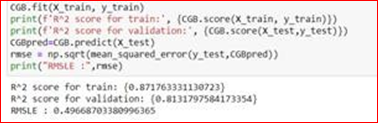 CGB.fit(X_train, y_train)
print(f'R^2 score for train:', {CGB.score(X_train, y_train)})
print(f'R^2 score for validation:', {CGB.score(X_test,y_test)})
CGBpred=CGB.predict(X_test)
rmse = np.sqrt(mean_squared_error(y_test,CGBpred))
print("RMSLE :",rmse)
R^2 score for train: {0.871763331130723}
R^2 score for validation: {0.8131797584173354}
RMSLE : 0.49668703380996365